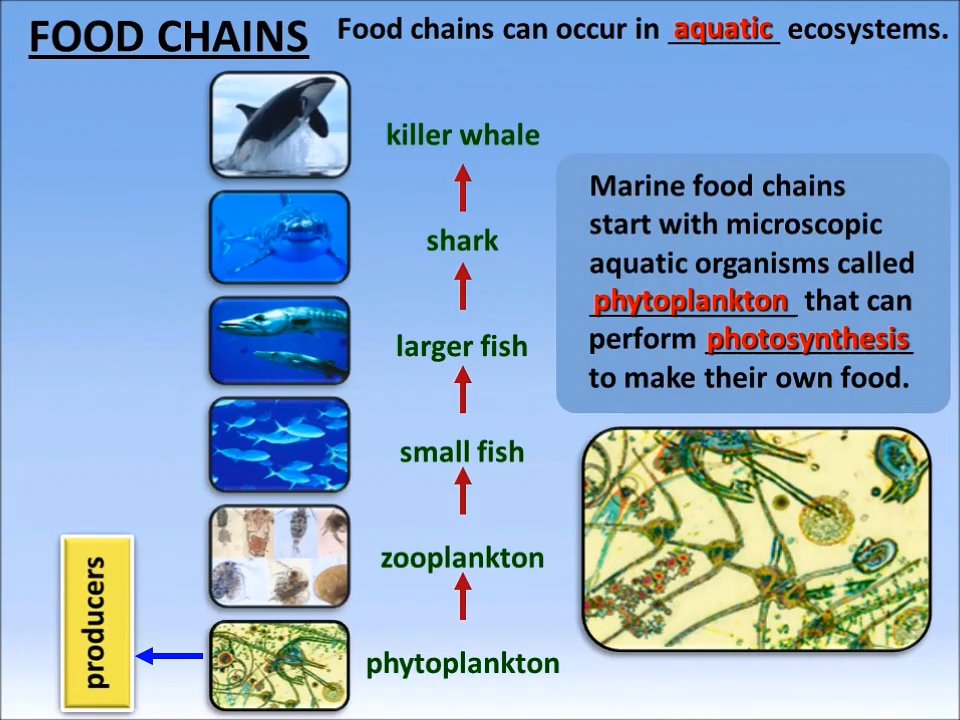 FOOD CHAINS
Food chains can occur in aquatic ecosystems.
killer whale
shark
larger fish
small fish
zooplankton
phytoplankton
producers
Marine food chains
start with microscopic
aquatic organisms called
phytoplankton that can
perform photosynthesis
to make their own food.